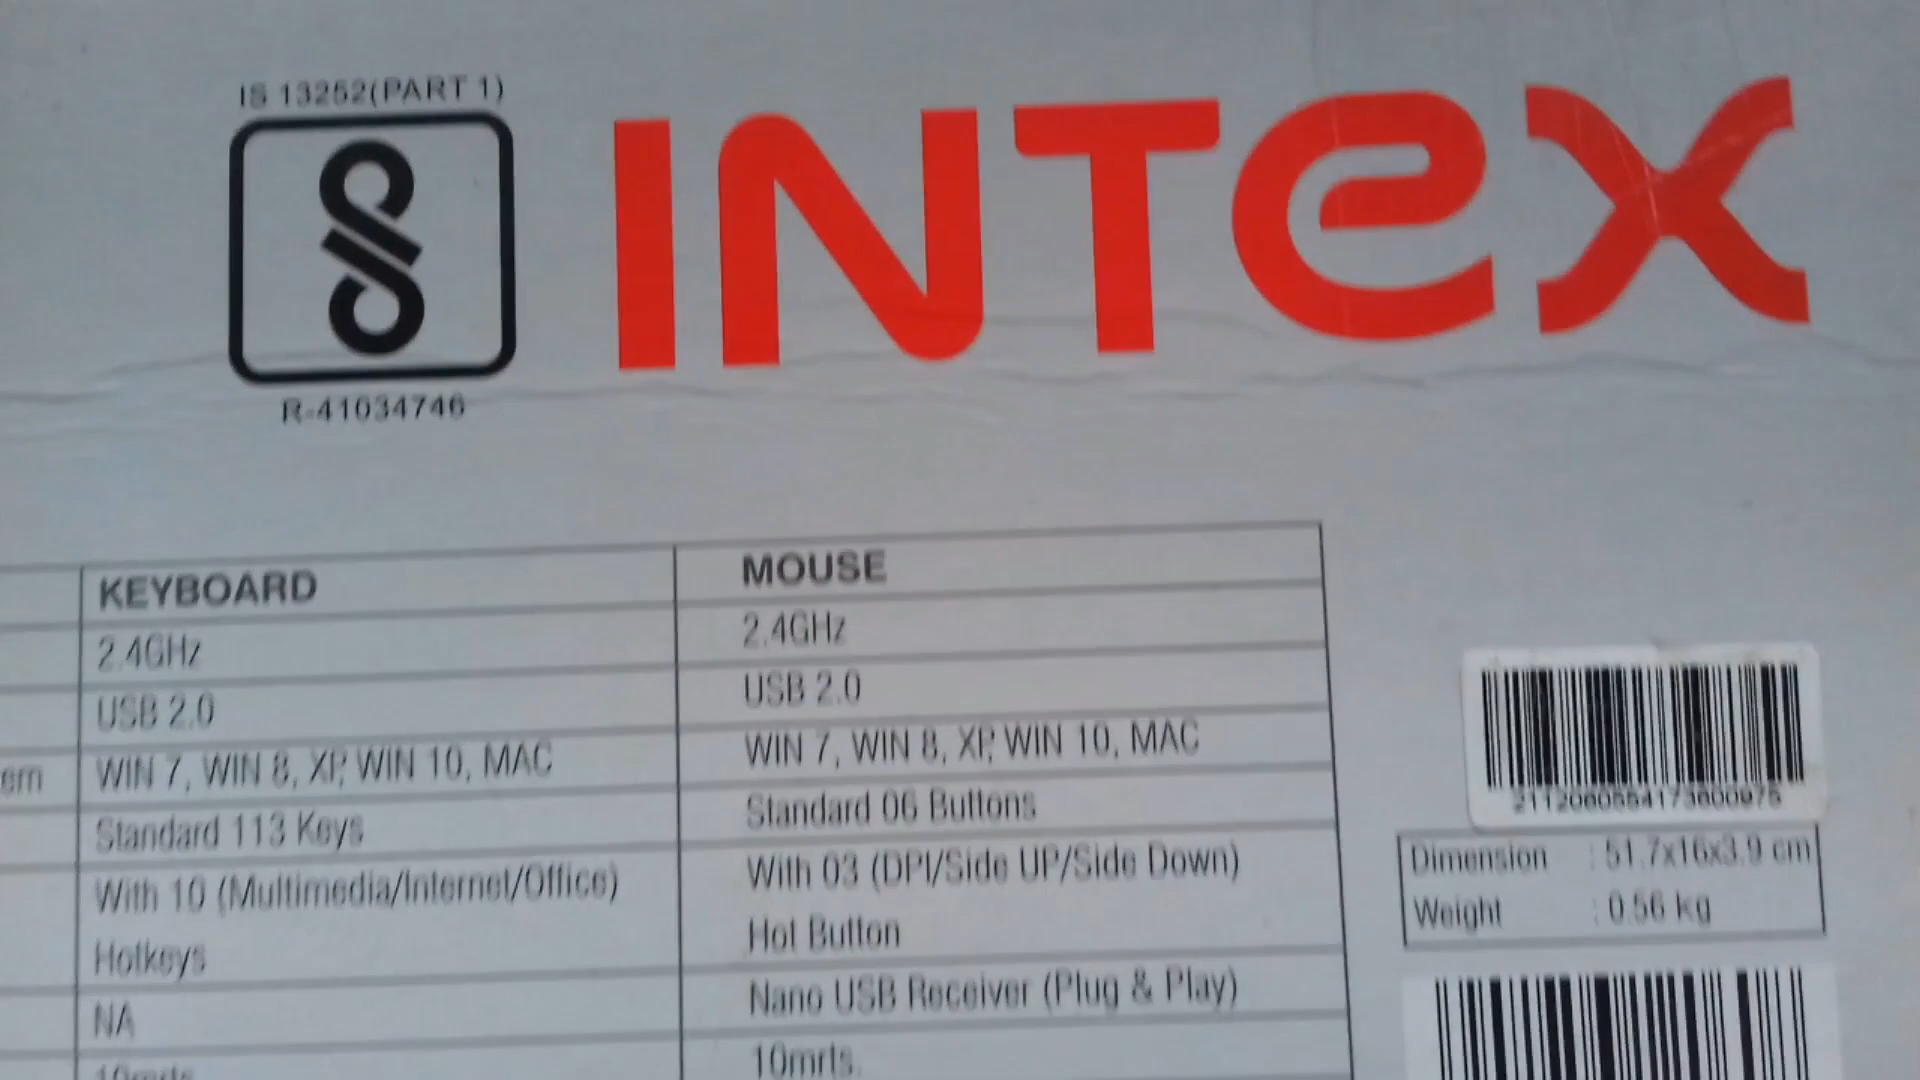 IS 13252(PART 1)
INTEX
R-41034746
KEYBOARD MOUSE
2.4GHz 2.4GHz
USB 2.0 USB 2.0
em WIN 7, WIN 8, XP, WIN 10, MAC WIN 7, WIN 8, XP, WIN 10, MAC
Standard 113 Keys Standard 06 Buttons
With 10 (Multimedia/Internet/Office) With 03 (DPI/Side UP/Side Down)
Hotkeys Hot Button
NA Nano USB Receiver (Plug & Play)
10mrts. 10mrts.
Dimension : 51.7x16x3.9 cm
Weight : 0.56 kg